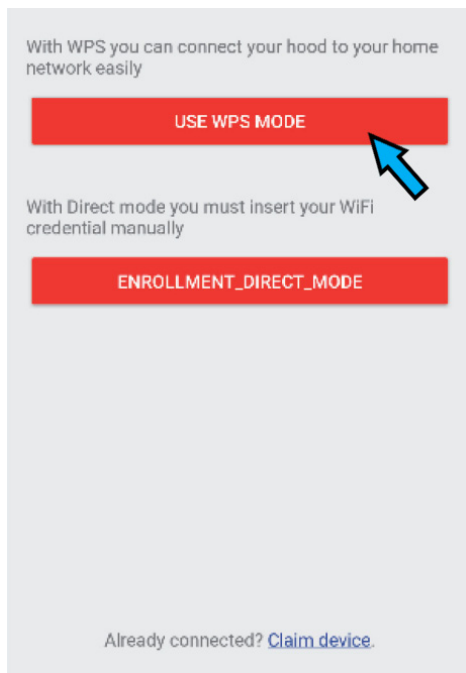 With WPS you can connect your hood to your home
network easily
USE WPS MODE
With Direct mode you must insert your WiFi
credential manually
ENROLLMENT_DIRECT_MODE
Already connected? Claim device.